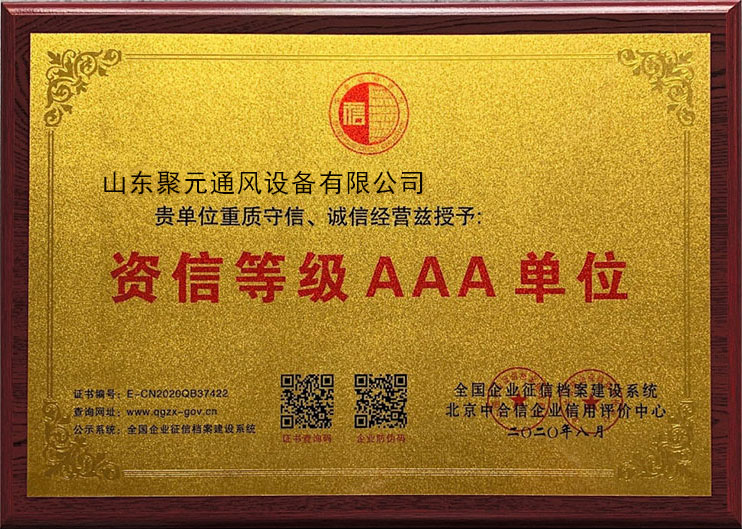 信
山东聚元通风设备有限公司
贵单位重质守信、诚信经营兹授予:
资信等级AAA单位
证书编号: E-CN2020QB37422
查询网址: www.qgzx-gov.cn
公示系统: 全国企业征信档案建设系统
证书查询码
企业防伪码
全国企业征信档案建设系统
北京中合信企业信用评价中心
二〇二〇年八月